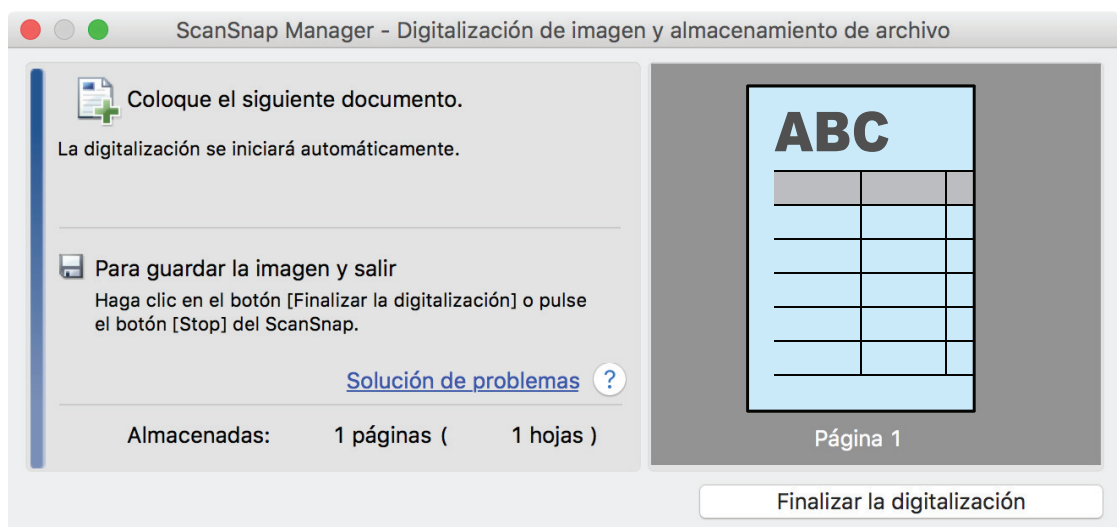 ScanSnap Manager - Digitalización de imagen y almacenamiento de archivo
Coloque el siguiente documento.
La digitalización se iniciará automáticamente.
Para guardar la imagen y salir
Haga clic en el botón [Finalizar la digitalización] o pulse
el botón [Stop] del ScanSnap.
Solución de problemas ?
Almacenadas: 1 páginas ( 1 hojas )
ABC
Página 1
Finalizar la digitalización